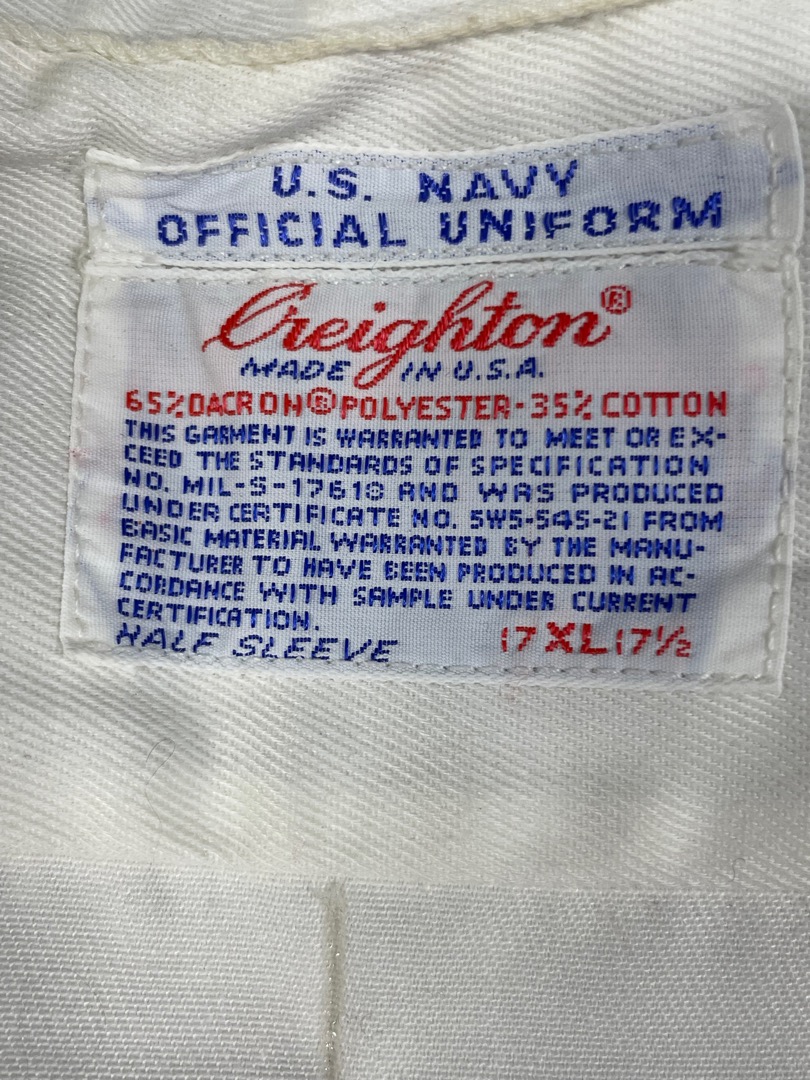 U.S. NAVY
OFFICIAL UNIFORM
Creighton®
MADE IN U.S.A.
65% DACRON® POLYESTER-35% COTTON
THIS GARMENT IS WARRANTED TO MEET OR EX-
CEED THE STANDARDS OF SPECIFICATION
NO. MIL-S-17610 AND WAS PRODUCED
UNDER CERTIFICATE NO. 5W5-545-21 FROM
BASIC MATERIAL WARRANTED BY THE MANU-
FACTURER TO HAVE BEEN PRODUCED IN AC-
CORDANCE WITH SAMPLE UNDER CURRENT
CERTIFICATION.
HALF SLEEVE 17 XL 17½